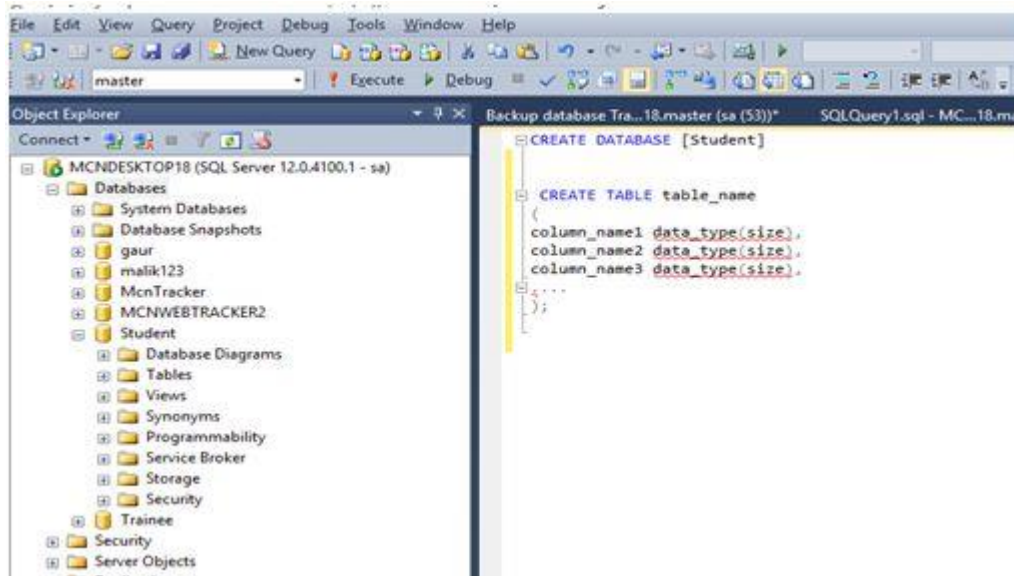 File Edit View Query Project Debug Tools Window Help
New Query
master Execute Debug
Object Explorer
Connect
MCNDESKTOP18 (SQL Server 12.0.4100.1 - sa)
Databases
System Databases
Database Snapshots
gaur
malik123
McnTracker
MCNWEBTRACKER2
Student
Database Diagrams
Tables
Views
Synonyms
Programmability
Service Broker
Storage
Security
Trainee
Security
Server Objects
Backup database Tra...18.master (sa (53))* SQLQuery1.sql - MC...18.ma
CREATE DATABASE [Student]
CREATE TABLE table_name
(
column_name1 data_type(size),
column_name2 data_type(size),
column_name3 data_type(size),
,...
);